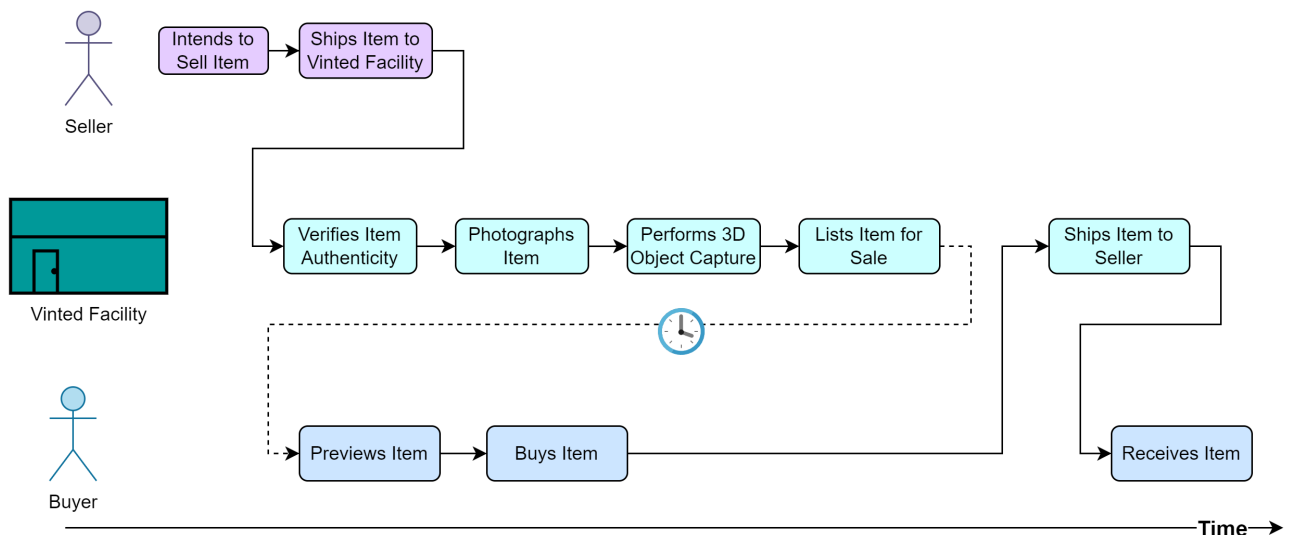 Intends to
Sell Item
Ships Item to
Vinted Facility
Seller
Verifies Item
Authenticity
Photographs
Item
Performs 3D
Object Capture
Lists Item for
Sale
Ships Item to
Seller
Vinted Facility
Previews Item
Buys Item
Receives Item
Buyer
Time